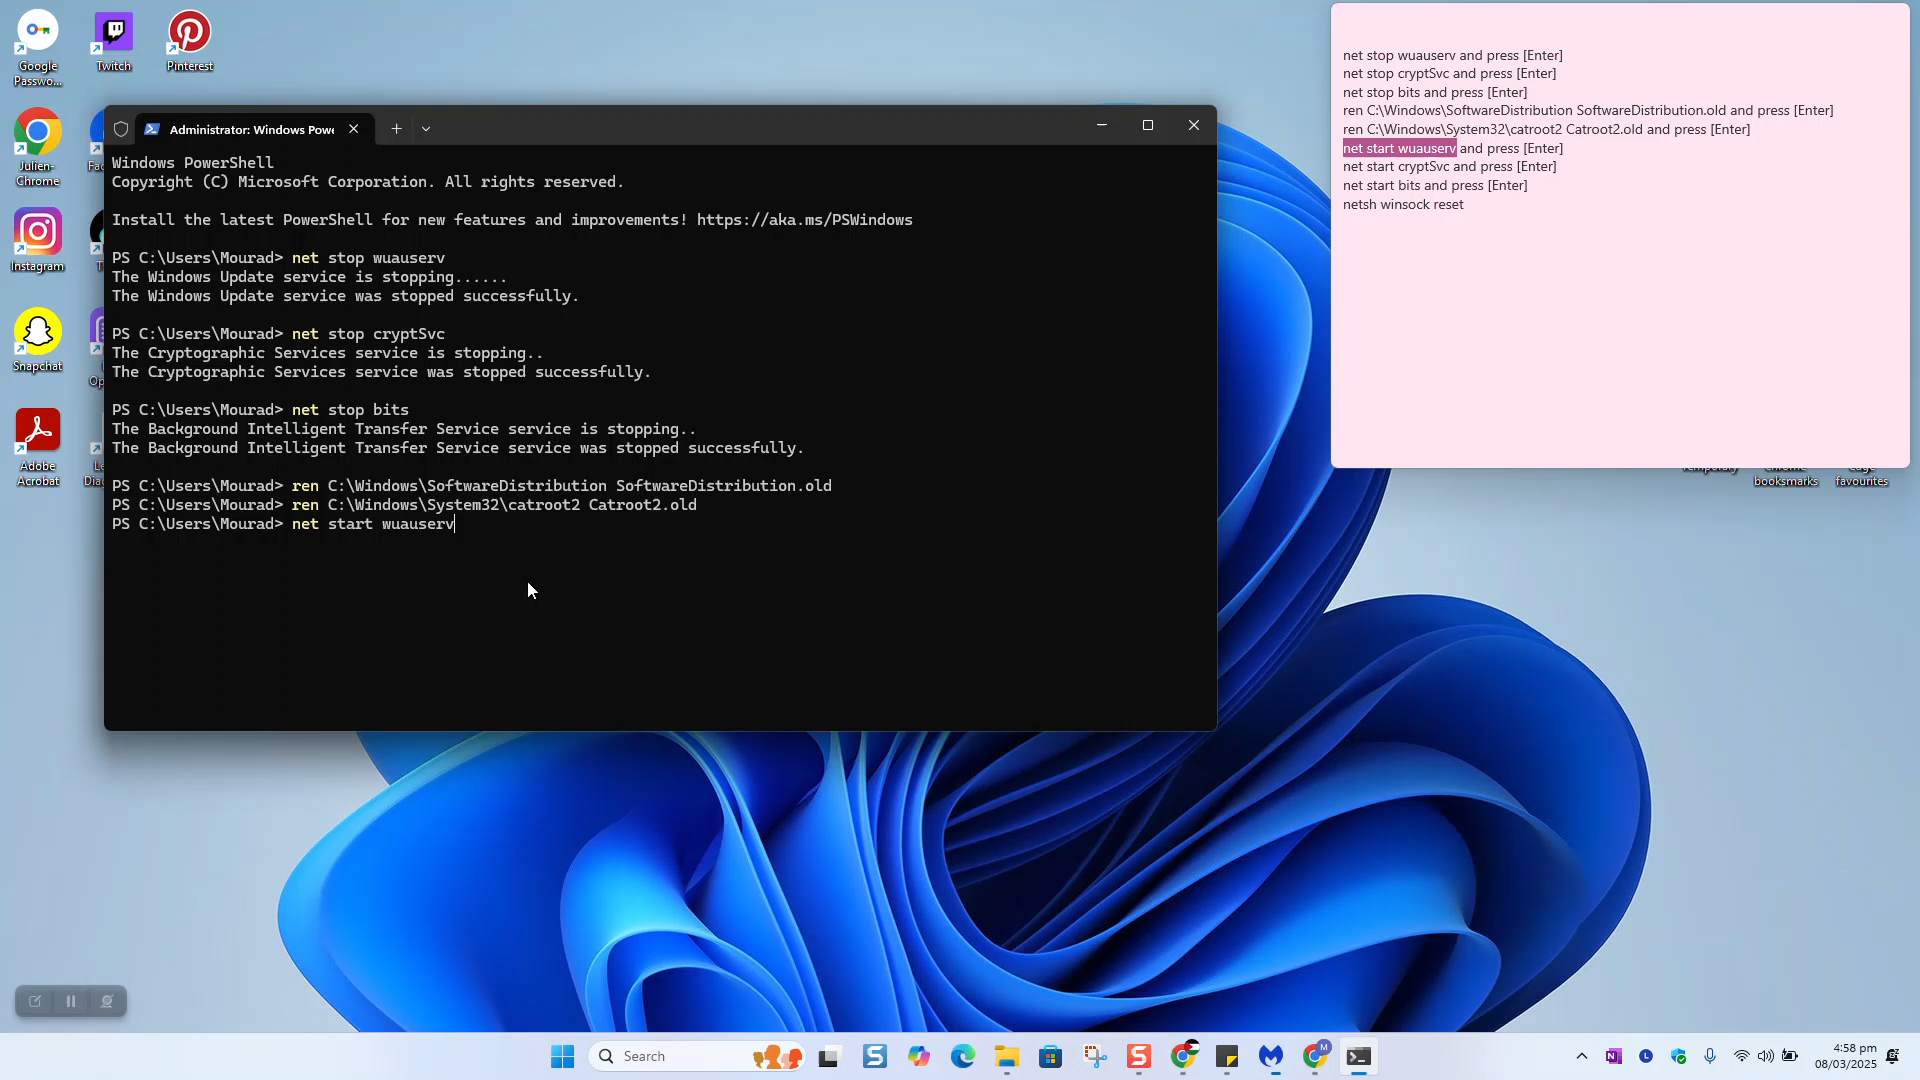 Google
Passwo...
Twitch
Pinterest
Julien-
Chrome
Instagram
Snapchat
Adobe
Acrobat
Administrator: Windows Powe
Windows PowerShell
Copyright (C) Microsoft Corporation. All rights reserved.
Install the latest PowerShell for new features and improvements! https://aka.ms/PSWindows
PS C:\Users\Mourad> net stop wuauserv
The Windows Update service is stopping......
The Windows Update service was stopped successfully.
PS C:\Users\Mourad> net stop cryptSvc
The Cryptographic Services service is stopping..
The Cryptographic Services service was stopped successfully.
PS C:\Users\Mourad> net stop bits
The Background Intelligent Transfer Service service is stopping..
The Background Intelligent Transfer Service service was stopped successfully.
PS C:\Users\Mourad> ren C:\Windows\SoftwareDistribution SoftwareDistribution.old
PS C:\Users\Mourad> ren C:\Windows\System32\catroot2 Catroot2.old
PS C:\Users\Mourad> net start wuauserv
net stop wuauserv and press [Enter]
net stop cryptSvc and press [Enter]
net stop bits and press [Enter]
ren C:\Windows\SoftwareDistribution SoftwareDistribution.old and press [Enter]
ren C:\Windows\System32\catroot2 Catroot2.old and press [Enter]
net start wuauserv and press [Enter]
net start cryptSvc and press [Enter]
net start bits and press [Enter]
netsh winsock reset
booksmarks
favourites
Search
4:58 pm
08/03/2025